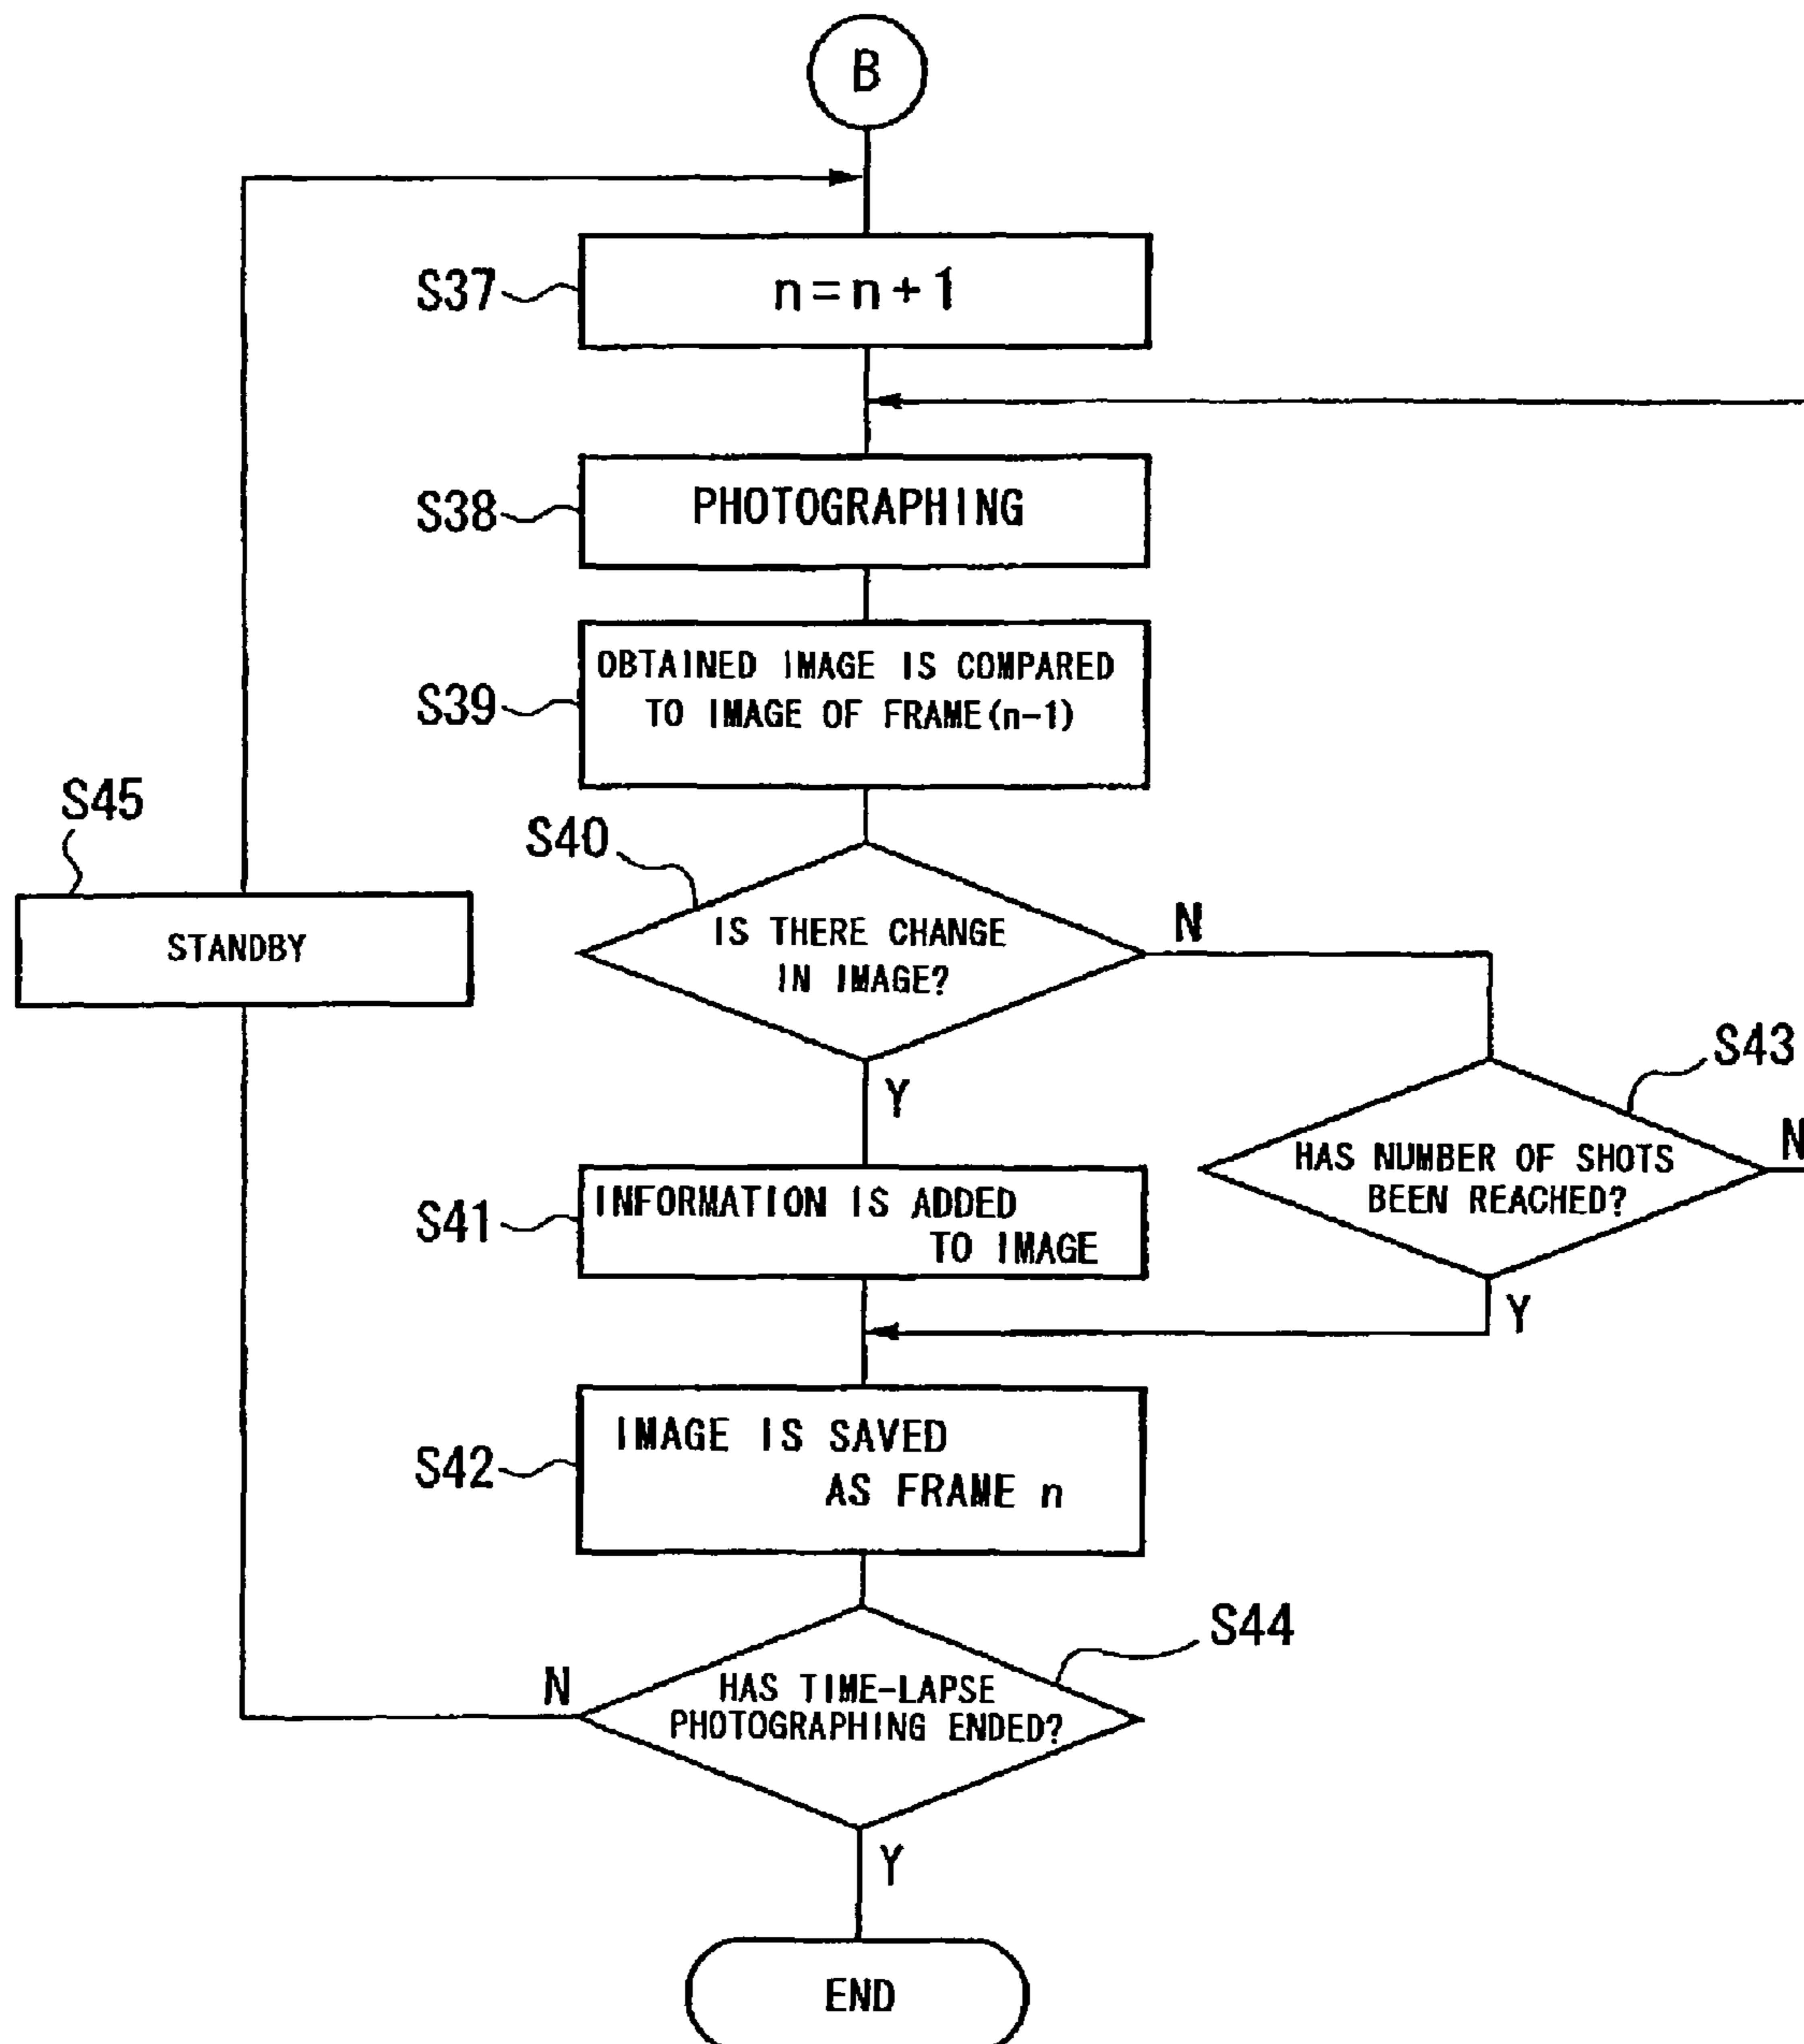 B
S37
n=n+1
S38
PHOTOGRAPHING
S39
OBTAINED IMAGE IS COMPARED
TO IMAGE OF FRAME(n-1)
S45
STANDBY
S40
IS THERE CHANGE
IN IMAGE?
N
Y
S43
HAS NUMBER OF SHOTS
BEEN REACHED?
N
Y
S41
INFORMATION IS ADDED
TO IMAGE
S42
IMAGE IS SAVED
AS FRAME n
S44
HAS TIME-LAPSE
PHOTOGRAPHING ENDED?
N
Y
END